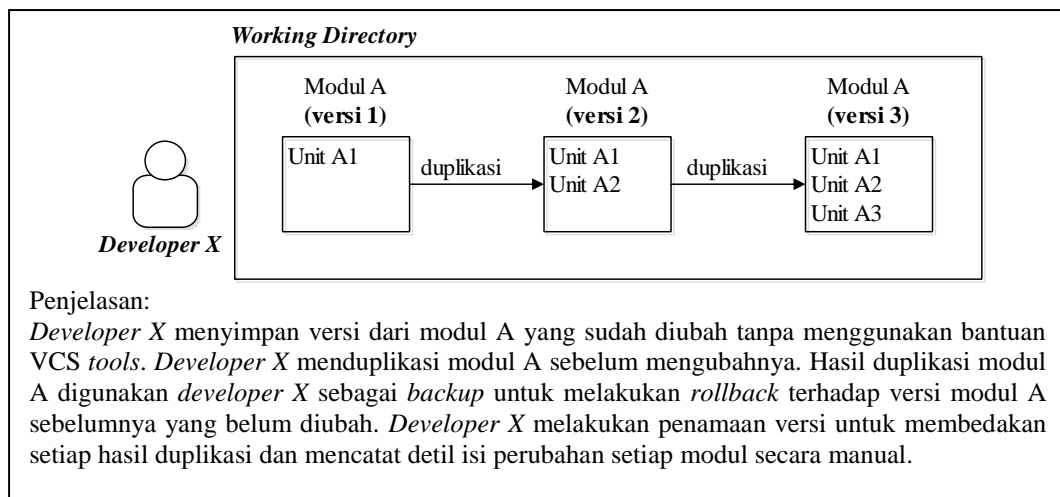 Working Directory
Modul A
(versi 1)
Modul A
(versi 2)
Modul A
(versi 3)
Unit A1
duplikasi
Unit A1
Unit A2
duplikasi
Unit A1
Unit A2
Unit A3
Developer X
Penjelasan:
Developer X menyimpan versi dari modul A yang sudah diubah tanpa menggunakan bantuan
VCS tools. Developer X menduplikasi modul A sebelum mengubahnya. Hasil duplikasi modul
A digunakan developer X sebagai backup untuk melakukan rollback terhadap versi modul A
sebelumnya yang belum diubah. Developer X melakukan penamaan versi untuk membedakan
setiap hasil duplikasi dan mencatat detil isi perubahan setiap modul secara manual.